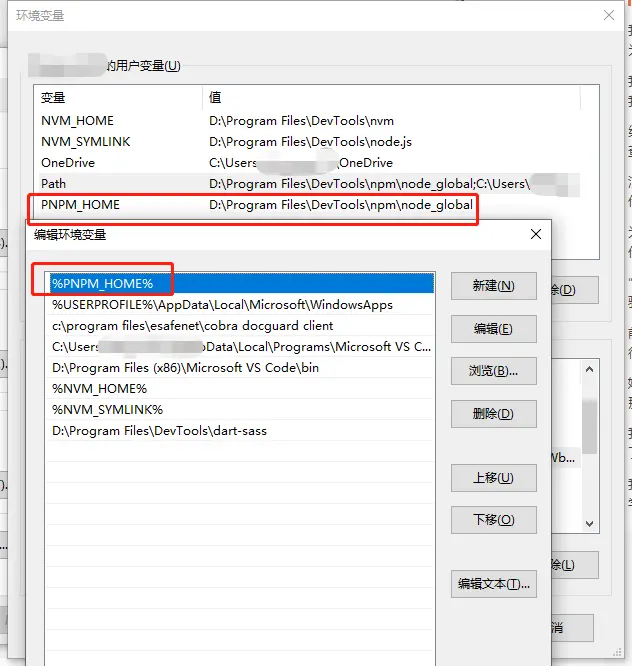 环境变量
的用户变量(U)
变量 值
NVM_HOME D:\Program Files\DevTools\nvm
NVM_SYMLINK D:\Program Files\DevTools\node.js
OneDrive C:\Users \OneDrive
Path D:\Program Files\DevTools\npm\node_global;C:\Users\
PNPM_HOME D:\Program Files\DevTools\npm\node_global
编辑环境变量
%PNPM_HOME%
%USERPROFILE%\AppData\Local\Microsoft\WindowsApps
c:\program files\esafenet\cobra docguard client
C:\Users pData\Local\Programs\Microsoft VS C...
D:\Program Files (x86)\Microsoft VS Code\bin
%NVM_HOME%
%NVM_SYMLINK%
D:\Program Files\DevTools\dart-sass
新建(N)
编辑(E)
浏览(B)...
删除(D)
上移(U)
下移(O)
编辑文本(T)...
除(D)
Wb...
除(L)
消